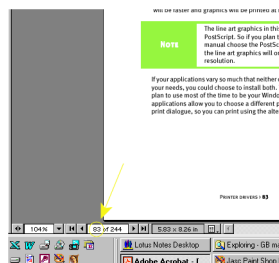 will be faster and graphics will be printed at
NOTE
The line art graphics in this
PostScript. So if you plan t
manual choose the PostSc
the line art graphics will o
resolution.
If your applications vary so much that neither
your needs, you could choose to install both.
plan to use most of the time to be your Windo
applications allow you to choose a different p
print dialogue, so you can print using the alte
PRINTER DRIVERS I 83
104%
83 of 244
5.83 x 8.26 in
Lotus Notes Desktop
Exploring - GB ma
Adobe Acrobat - [
Jasc Paint Shop